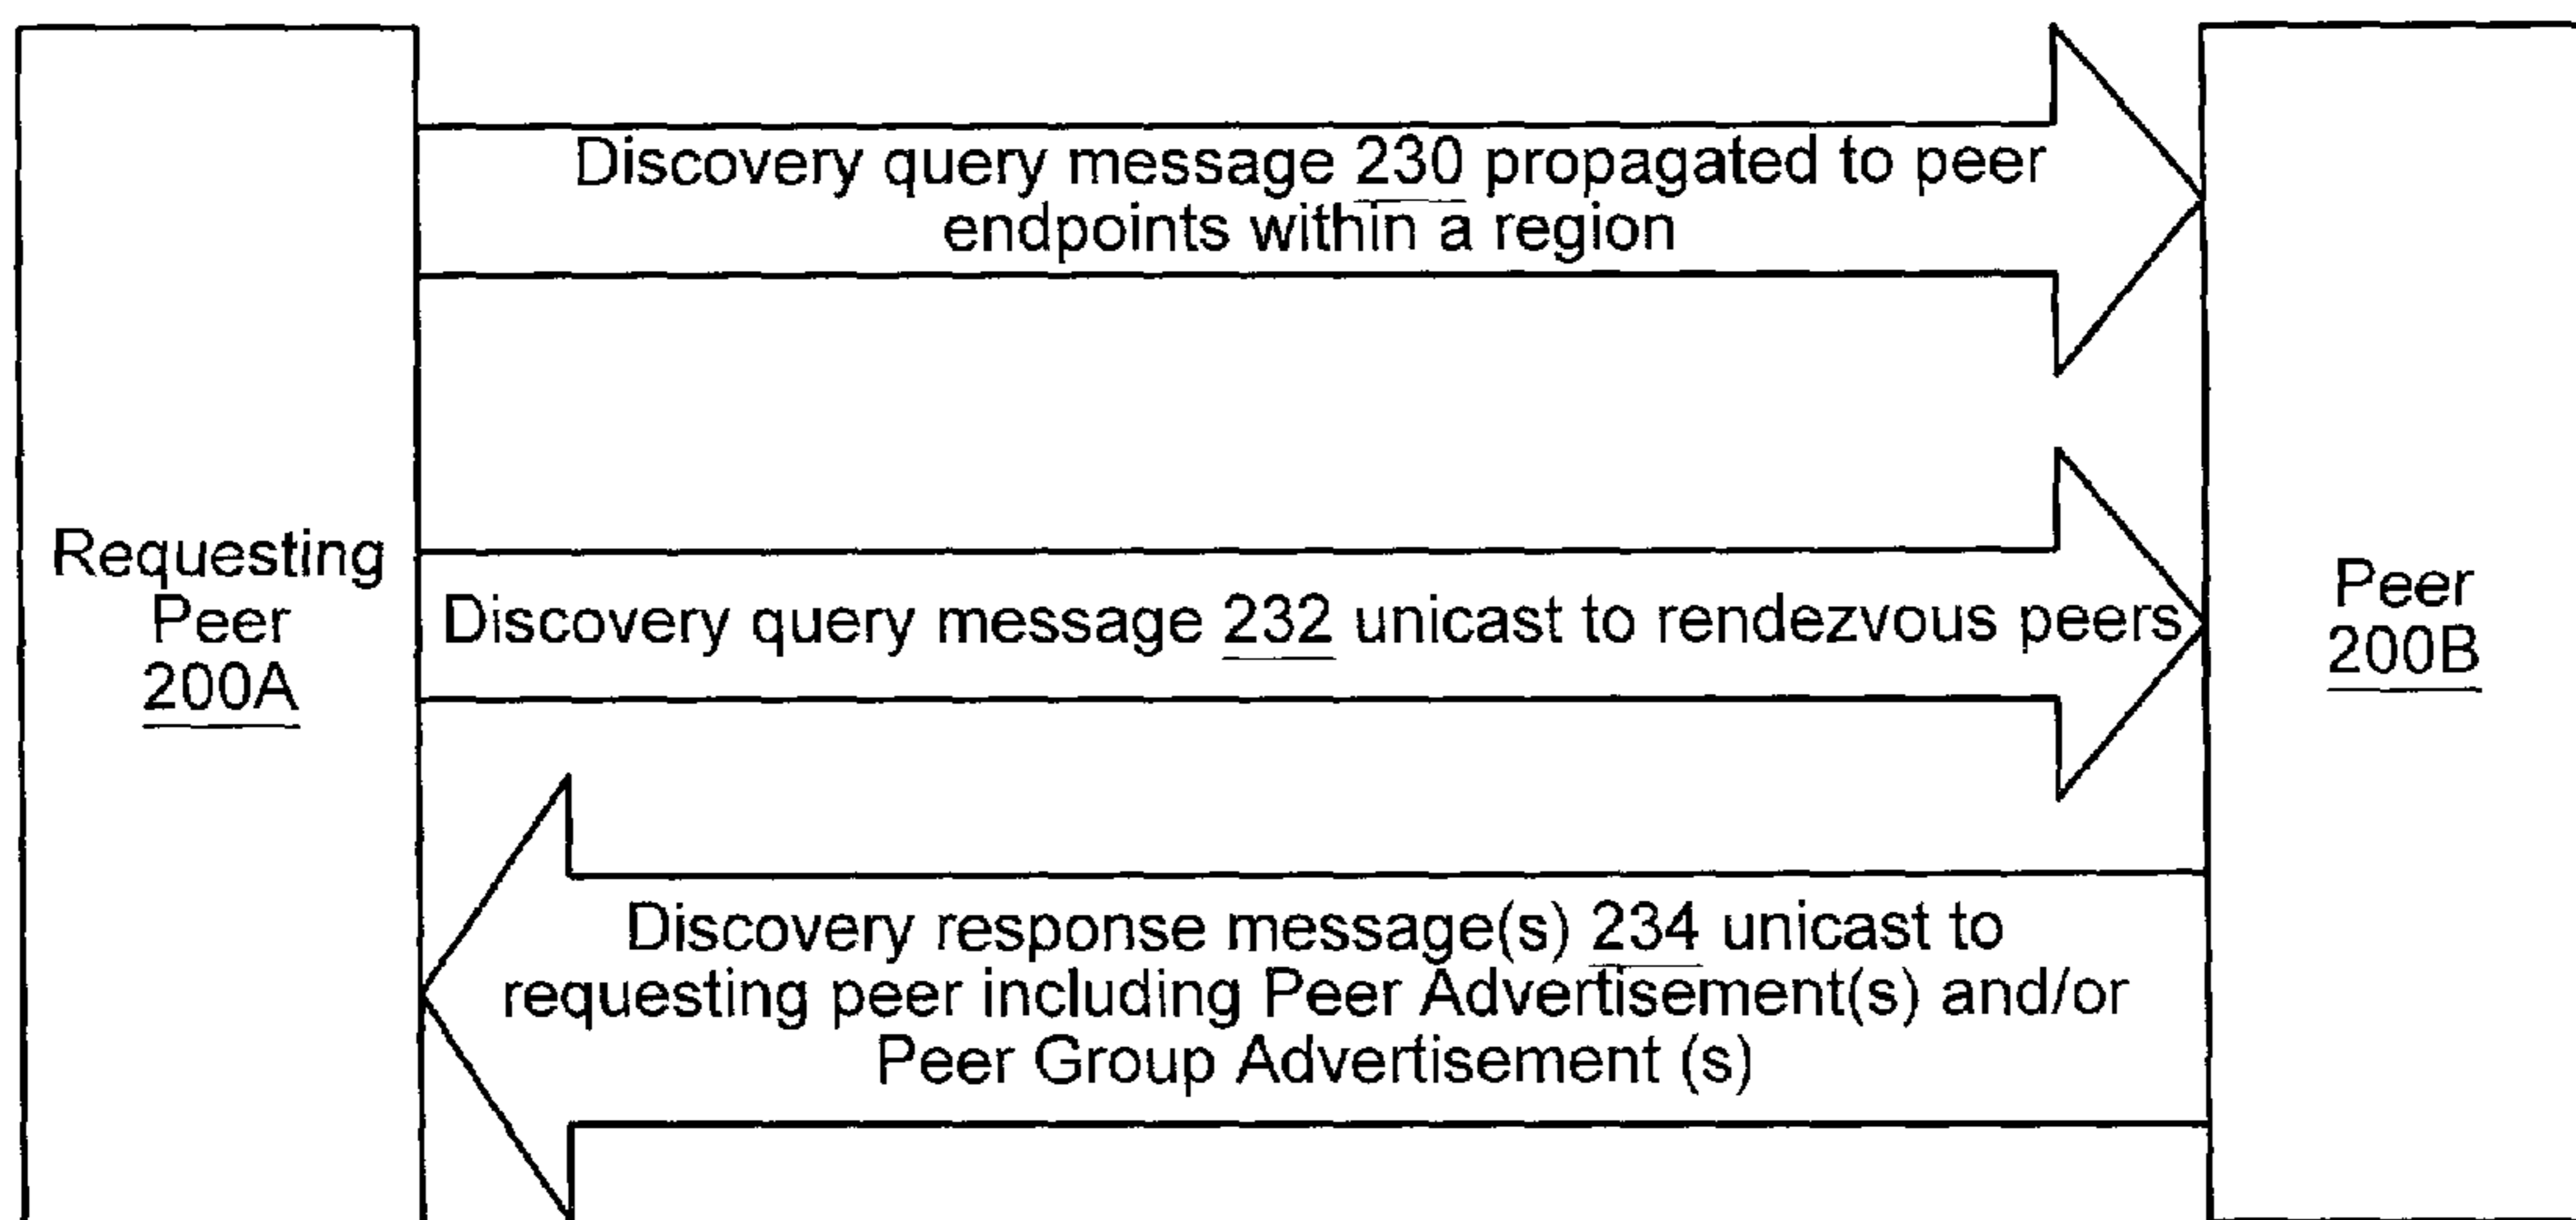 Discovery query message 230 propagated to peer
endpoints within a region
Requesting
Peer
200A
Discovery query message 232 unicast to rendezvous peers
Peer
200B
Discovery response message(s) 234 unicast to
requesting peer including Peer Advertisement(s) and/or
Peer Group Advertisement (s)